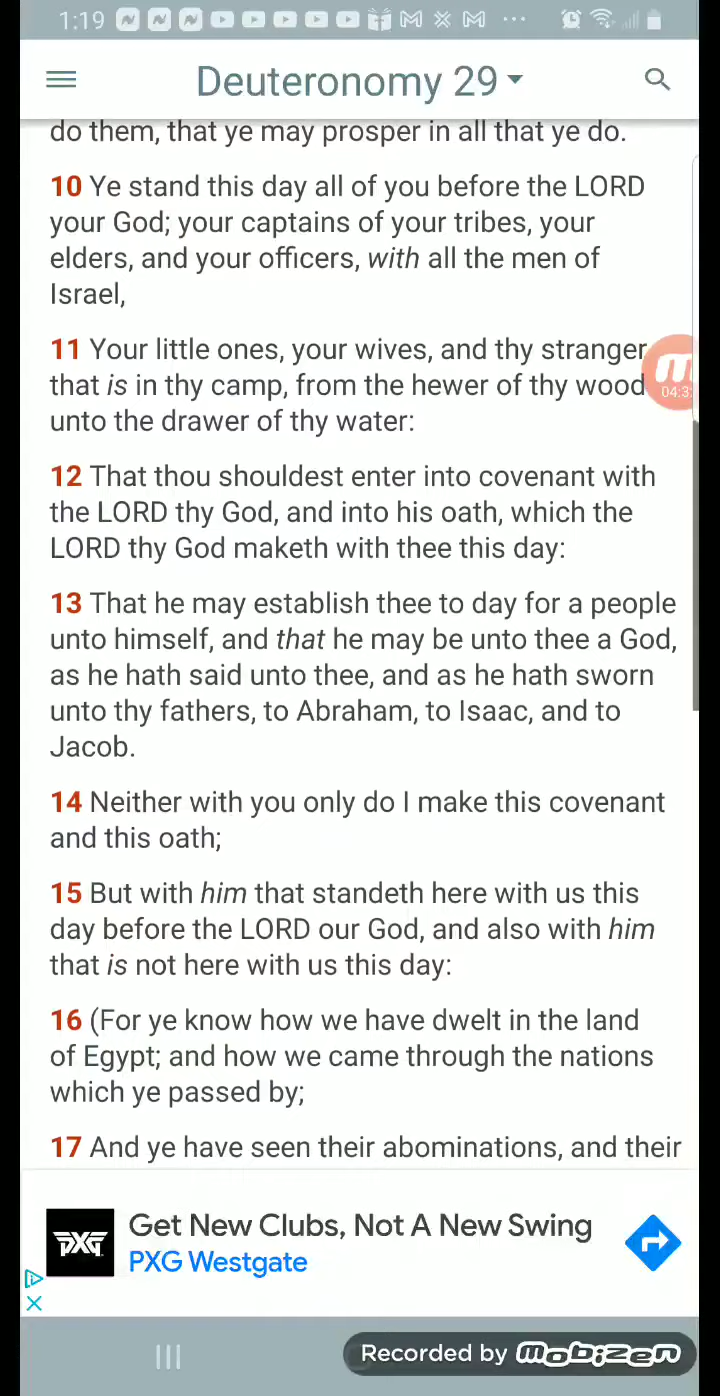 1:19
Deuteronomy 29
do them, that ye may prosper in all that ye do.
10 Ye stand this day all of you before the LORD
your God; your captains of your tribes, your
elders, and your officers, with all the men of
Israel,
11 Your little ones, your wives, and thy stranger
that is in thy camp, from the hewer of thy wood
unto the drawer of thy water:
12 That thou shouldest enter into covenant with
the LORD thy God, and into his oath, which the
LORD thy God maketh with thee this day:
13 That he may establish thee to day for a people
unto himself, and that he may be unto thee a God,
as he hath said unto thee, and as he hath sworn
unto thy fathers, to Abraham, to Isaac, and to
Jacob.
14 Neither with you only do I make this covenant
and this oath;
15 But with him that standeth here with us this
day before the LORD our God, and also with him
that is not here with us this day:
16 (For ye know how we have dwelt in the land
of Egypt; and how we came through the nations
which ye passed by;
17 And ye have seen their abominations, and their
PXG
Get New Clubs, Not A New Swing
PXG Westgate
Recorded by mobizen